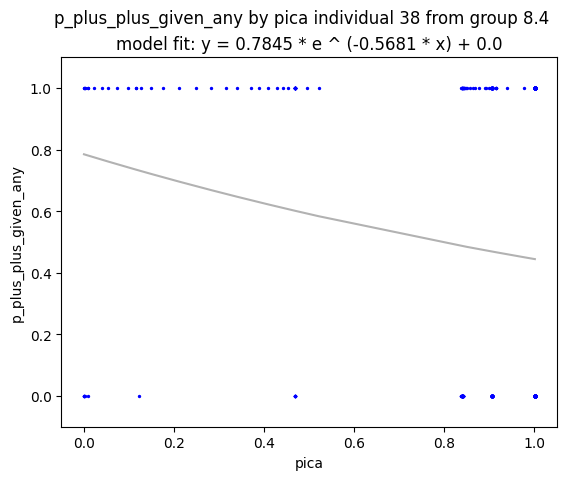 p_plus_plus_given_any by pica individual 38 from group 8.4
model fit: y = 0.7845 * e ^ (-0.5681 * x) + 0.0
p_plus_plus_given_any
1.0
0.8
0.6
0.4
0.2
0.0
0.0 0.2 0.4 0.6 0.8 1.0
pica